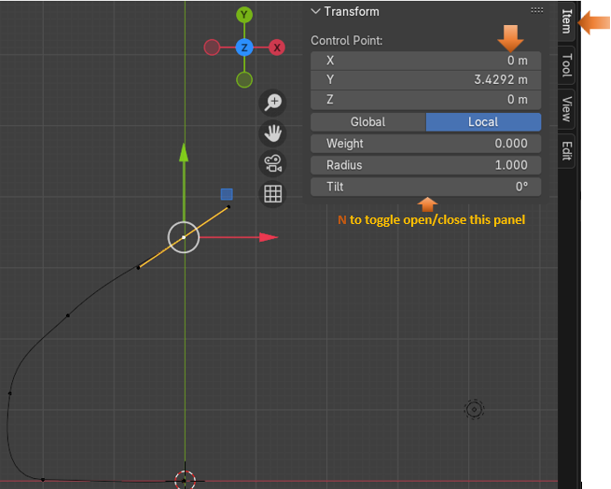 Transform
Item
Control Point:
X 0 m
Y 3.4292 m
Z 0 m
Global Local
Weight 0.000
Radius 1.000
Tilt 0°
N to toggle open/close this panel
Tool
View
Edit
Y
X
Z